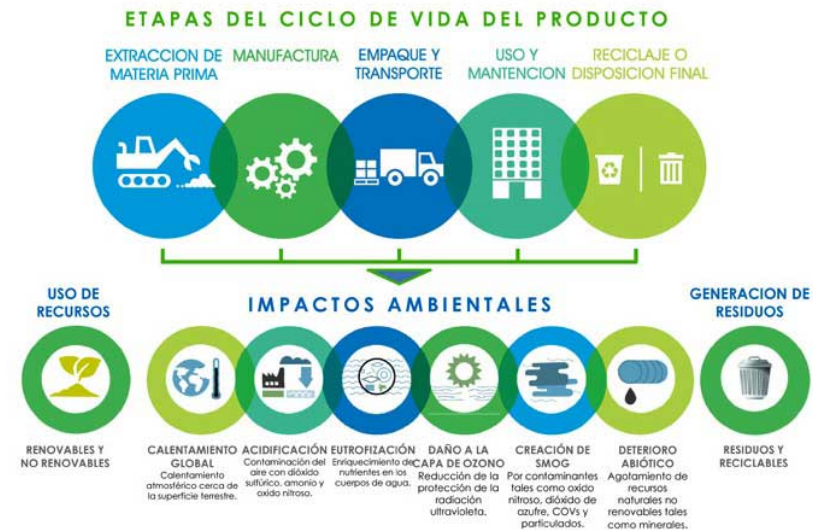 ETAPAS DEL CICLO DE VIDA DEL PRODUCTO
EXTRACCION DE
MATERIA PRIMA
MANUFACTURA
EMPAQUE Y
TRANSPORTE
USO Y
MANTENCION
RECICLAJE O
DISPOSICION FINAL
IMPACTOS AMBIENTALES
USO DE
RECURSOS
RENOVABLES Y
NO RENOVABLES
CALENTAMIENTO
GLOBAL
Calentamiento
atmostérico cerca de
la superficie terrestre.
ACIDIFICACIÓN
Contaminación del
aire con dióxido
sulfúrico, amonio y
oxido nitroso.
EUTROFIZACIÓN
Enriquecimiento de
nutrientes en los
cuerpos de agua.
DAÑO A LA
CAPA DE OZONO
Reducción de la
protección de la
radiación
ultravioleta.
CREACIÓN DE
SMOG
Por contaminantes
tales como oxido
nitroso, dióxido de
azufre, COVs y
particulados.
DETERIORO
ABIÓTICO
Agotamiento de
recursos
naturales no
renovables tales
como minerales.
GENERACION DE
RESIDUOS
RESIDUOS Y
RECICLABLES